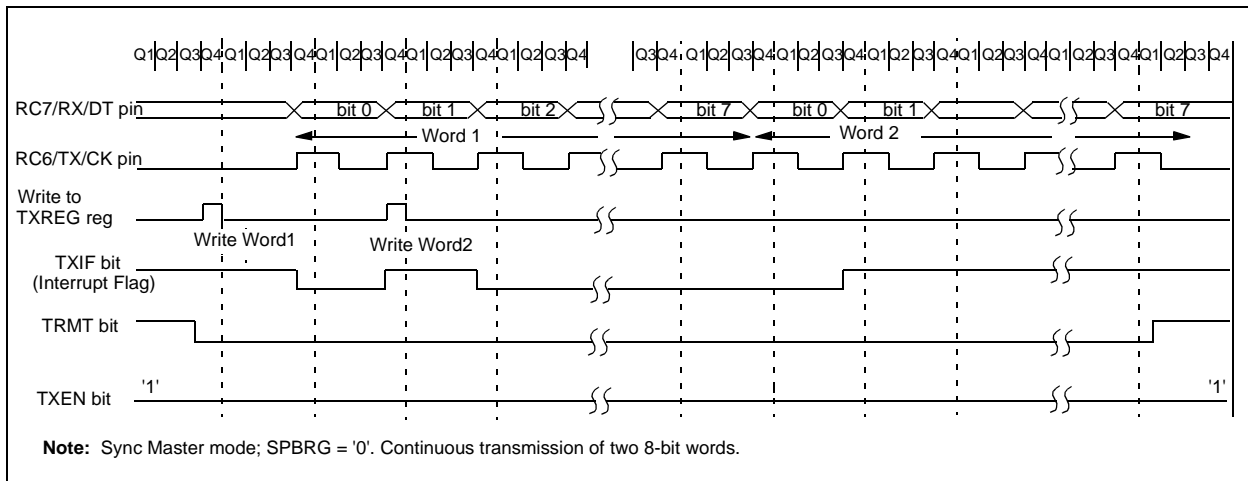 Q1 Q2 Q3 Q4 Q1 Q2 Q3 Q4 Q1 Q2 Q3 Q4 Q1 Q2 Q3 Q4 Q1 Q2 Q3 Q4 Q3 Q4 Q1 Q2 Q3 Q4 Q1 Q2 Q3 Q4 Q1 Q2 Q3 Q4 Q1 Q2 Q3 Q4 Q1 Q2 Q3 Q4 Q1 Q2 Q3 Q4
RC7/RX/DT pin bit 0 bit 1 bit 2 bit 7 bit 0 bit 1 bit 7
Word 1 Word 2
RC6/TX/CK pin
Write to
TXREG reg
Write Word1 Write Word2
TXIF bit
(Interrupt Flag)
TRMT bit
TXEN bit '1' '1'
Note: Sync Master mode; SPBRG = '0'. Continuous transmission of two 8-bit words.